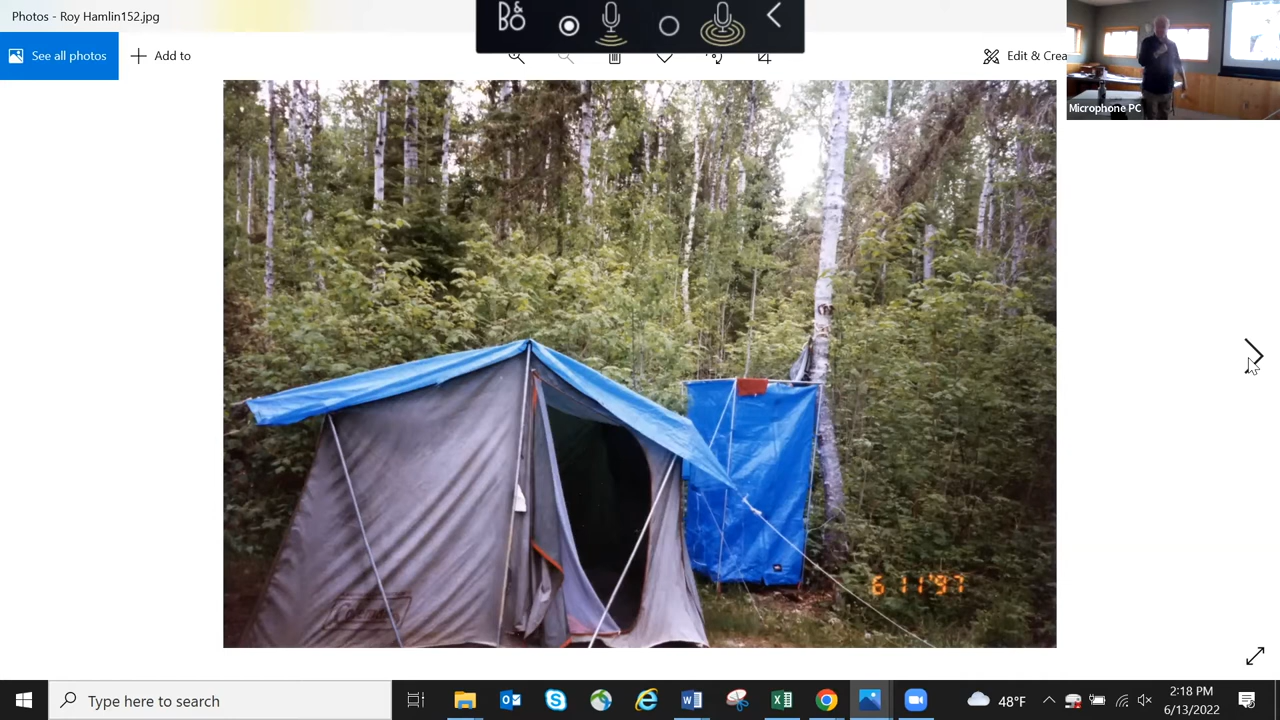 Photos - Roy Hamlin152.jpg
B&O
See all photos
Add to
Edit & Crea
Microphone PC
Coleman
6 11'97
Type here to search
48°F
2:18 PM
6/13/2022